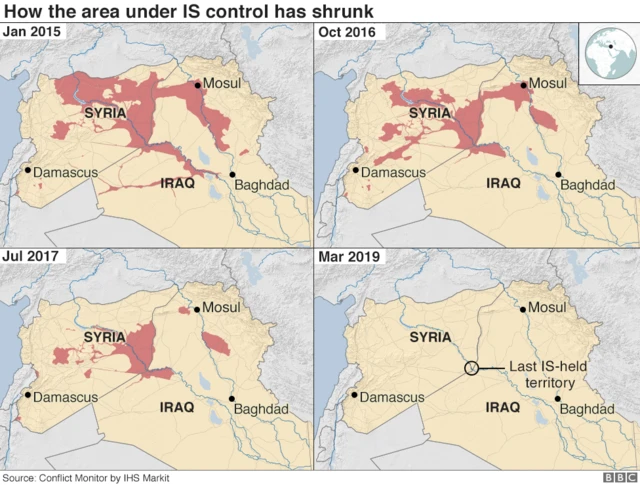 How the area under IS control has shrunk
Jan 2015
Mosul
SYRIA
Damascus
IRAQ
Baghdad
Oct 2016
Mosul
SYRIA
Damascus
IRAQ
Baghdad
Jul 2017
Mosul
SYRIA
Damascus
IRAQ
Baghdad
Mar 2019
Mosul
SYRIA
Last IS-held
territory
Damascus
IRAQ
Baghdad
Source: Conflict Monitor by IHS Markit
BBC